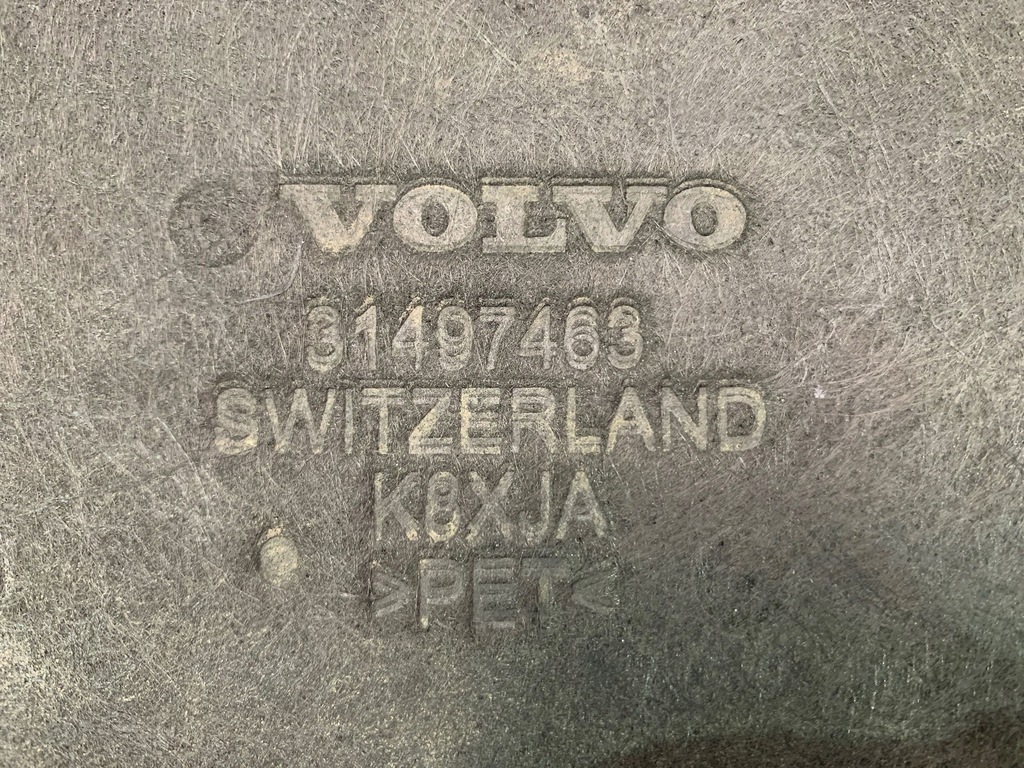 VOLVO
31497463
SWITZERLAND
K8XJA
>PET<